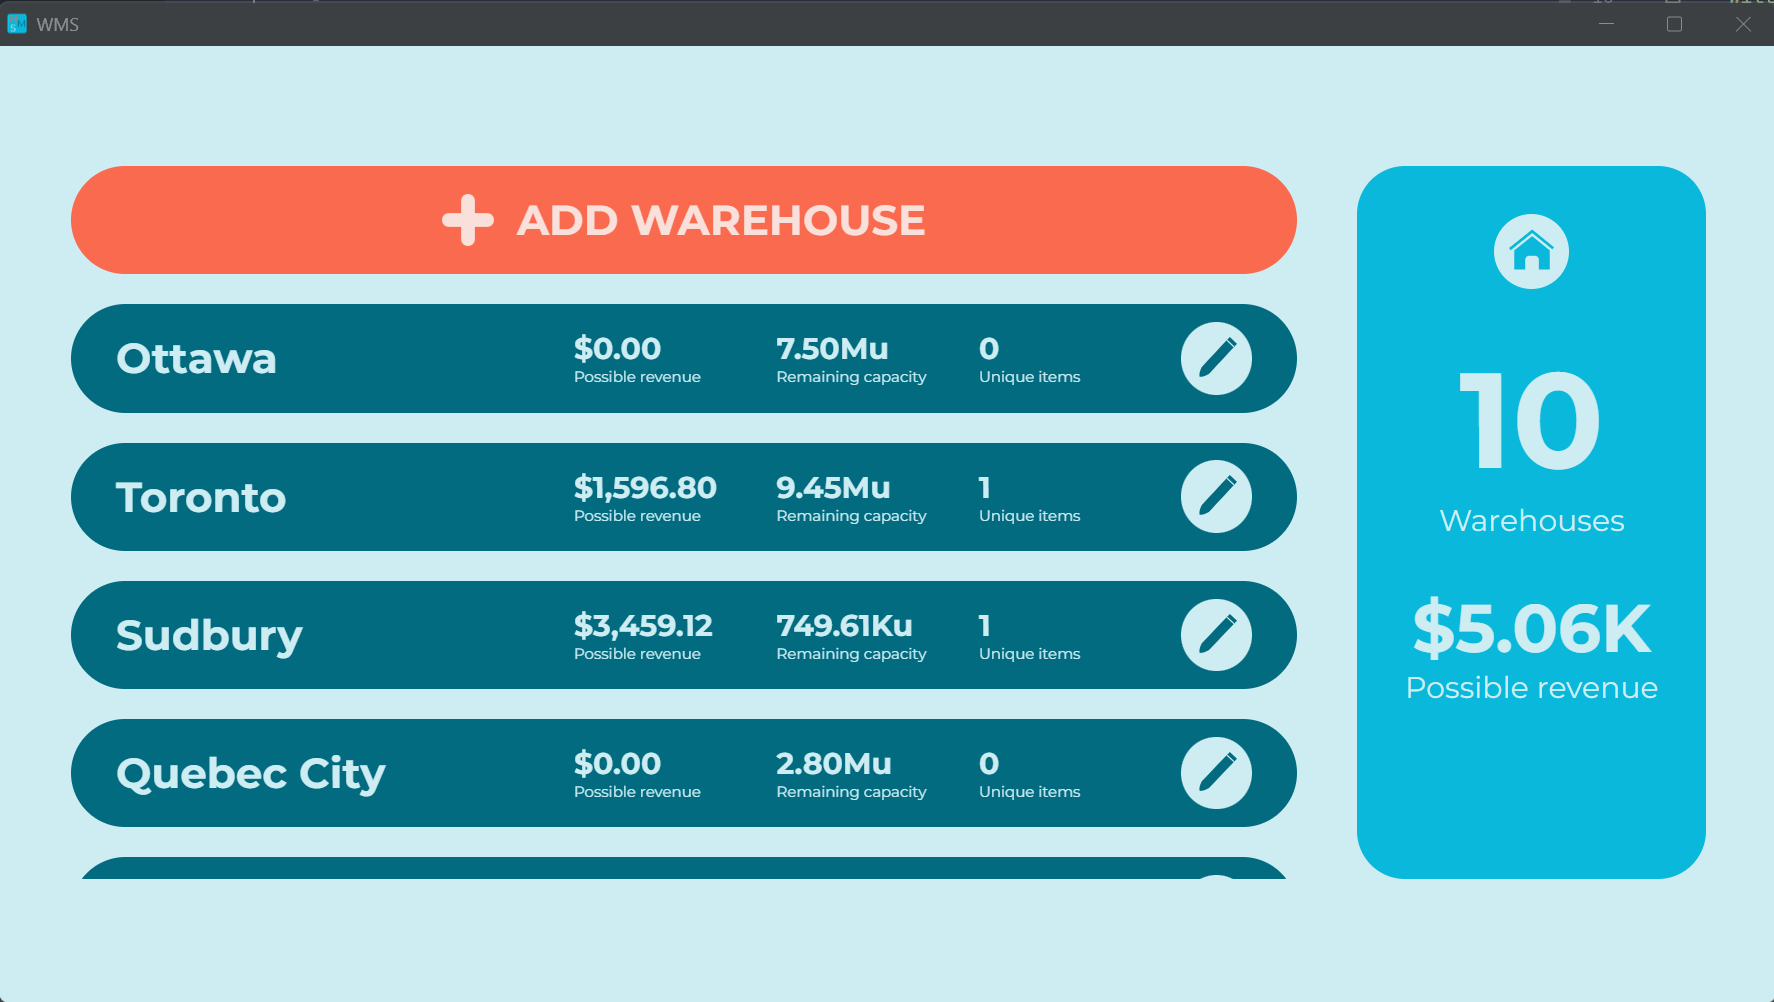 WMS
ADD WAREHOUSE
Ottawa
$0.00
Possible revenue
7.50Mu
Remaining capacity
0
Unique items
Toronto
$1,596.80
Possible revenue
9.45Mu
Remaining capacity
1
Unique items
Sudbury
$3,459.12
Possible revenue
749.61Ku
Remaining capacity
1
Unique items
Quebec City
$0.00
Possible revenue
2.80Mu
Remaining capacity
0
Unique items
10
Warehouses
$5.06K
Possible revenue